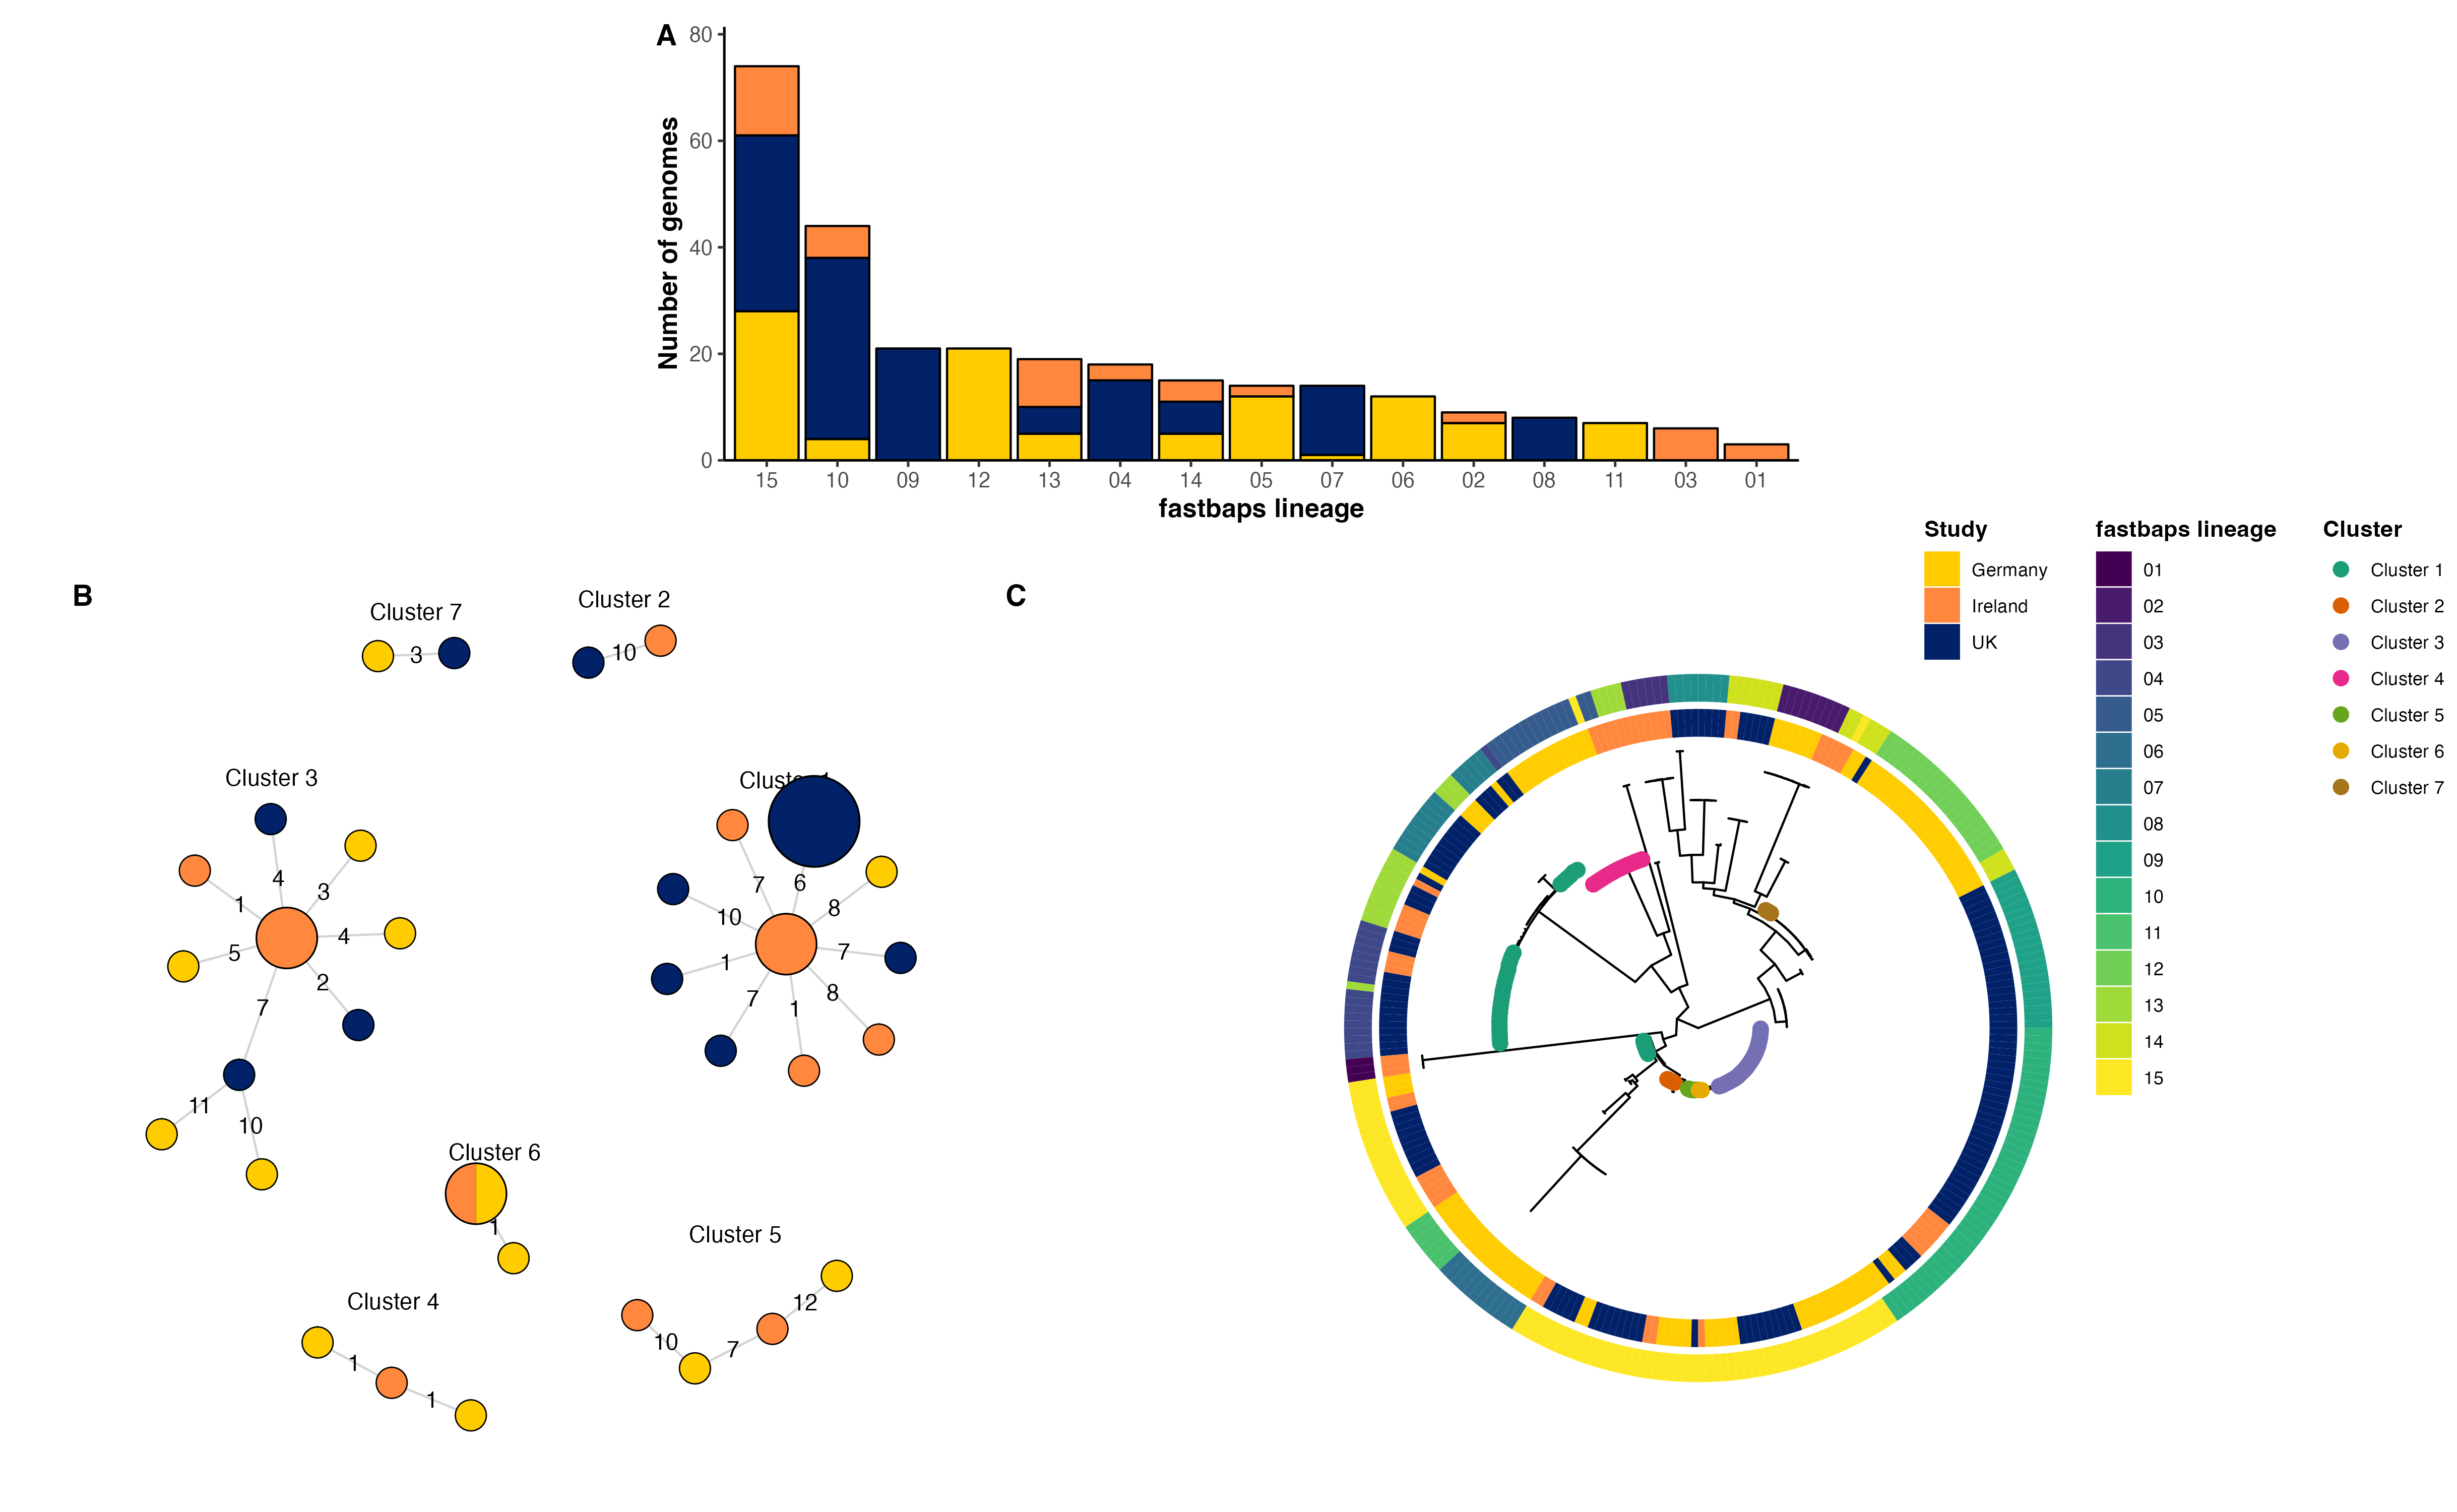 A
80
60
40
20
0
Number of genomes
15 10 09 12 13 04 14 05 07 06 02 08 11 03 01
fastbaps lineage
B
Cluster 7
3
Cluster 2
10
Cluster 3
4
3
1
4
5
2
7
11
10
Cluster 1
7
6
8
10
7
1
7
1
8
Cluster 6
1
Cluster 5
12
10
7
Cluster 4
1
1
C
Study
Germany
Ireland
UK
fastbaps lineage
01
02
03
04
05
06
07
08
09
10
11
12
13
14
15
Cluster
Cluster 1
Cluster 2
Cluster 3
Cluster 4
Cluster 5
Cluster 6
Cluster 7